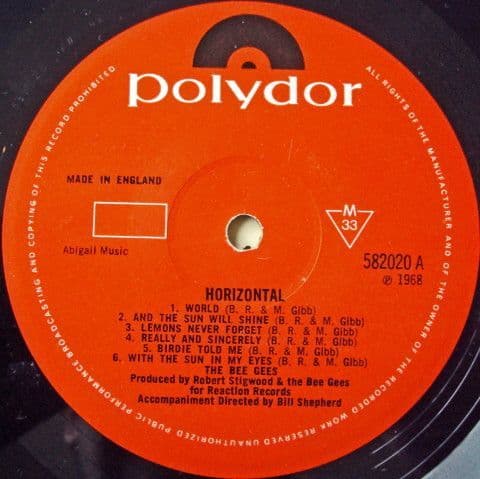 polydor
MADE IN ENGLAND
Abigail Music
M
33
582020 A
℗ 1968
HORIZONTAL
1. WORLD (B. R. & M. Gibb)
2. AND THE SUN WILL SHINE (B. R. & M. Gibb)
3. LEMONS NEVER FORGET (B. R. & M. Gibb)
4. REALLY AND SINCERELY (B. R. & M. Gibb)
5. BIRDIE TOLD ME (B. R. & M. Gibb)
6. WITH THE SUN IN MY EYES (B. R. & M. Gibb)
THE BEE GEES
Produced by Robert Stigwood & the Bee Gees
for Reaction Records
Accompaniment Directed by Bill Shepherd
ALL RIGHTS OF THE MANUFACTURER AND OF THE OWNER OF THE RECORDED WORK RESERVED UNAUTHORIZED PUBLIC PERFORMANCE BROADCASTING AND COPYING OF THIS RECORD PROHIBITED